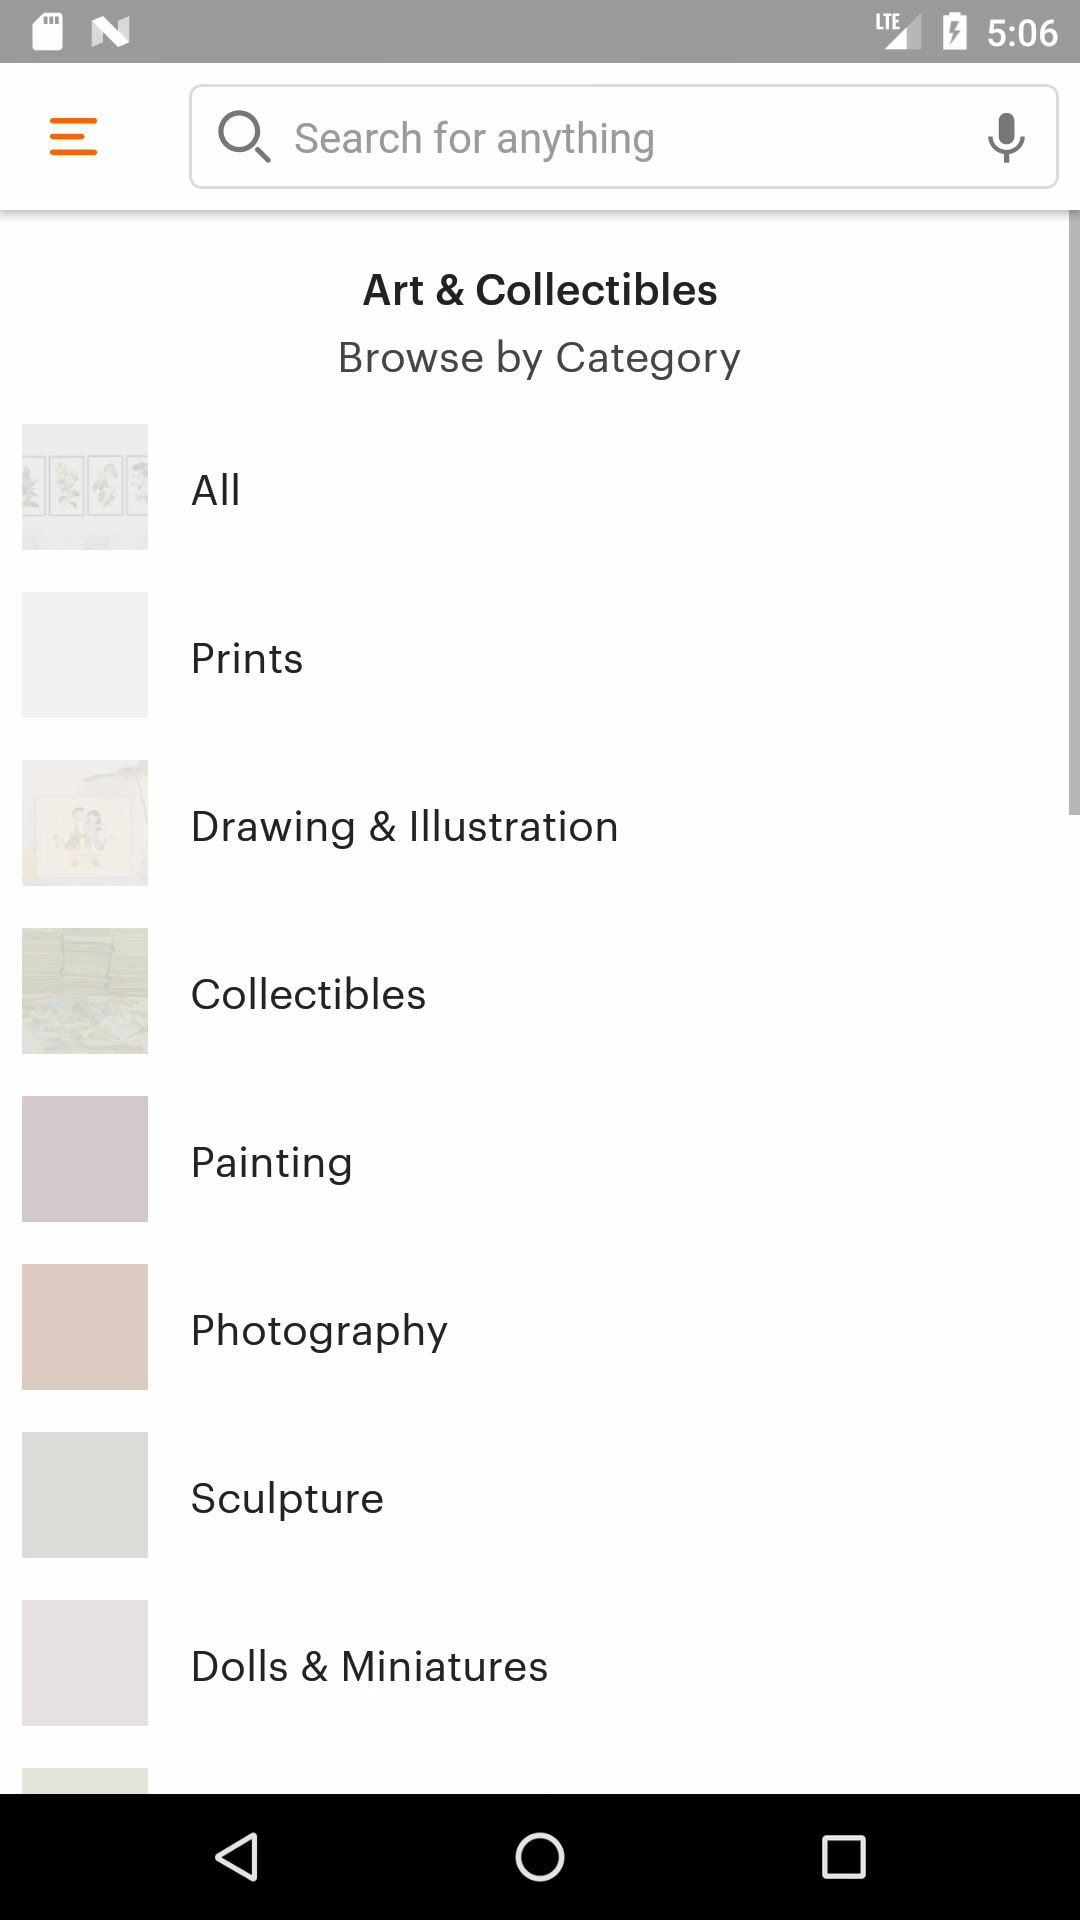 LTE 5:06
Search for anything
Art & Collectibles
Browse by Category
All
Prints
Drawing & Illustration
Collectibles
Painting
Photography
Sculpture
Dolls & Miniatures